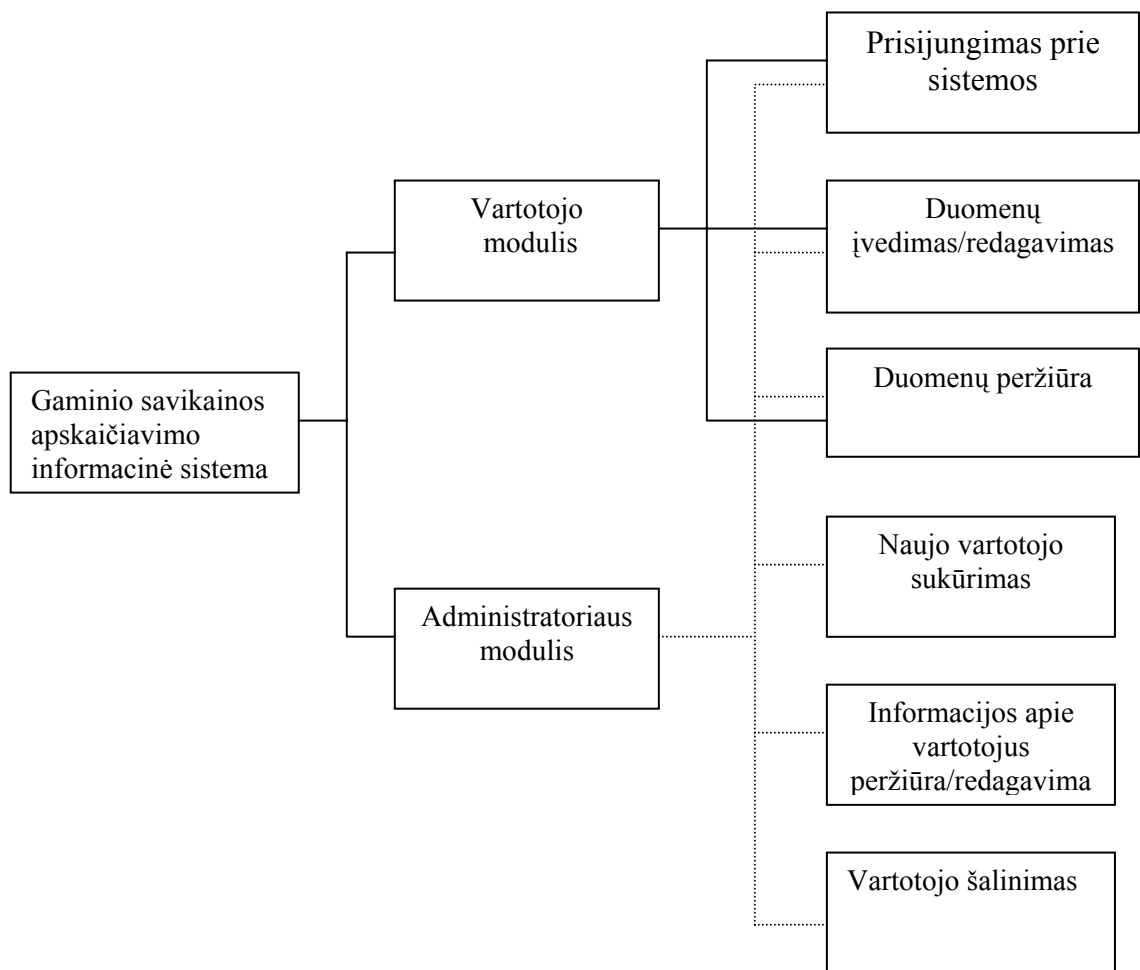 Prisijungimas prie
sistemos
Vartotojo
modulis
Duomenų
įvedimas/redagavimas
Duomenų peržiūra
Gaminio savikainos
apskaičiavimo
informacinė sistema
Naujo vartotojo
sukūrimas
Administratoriaus
modulis
Informacijos apie
vartotojus
peržiūra/redagavima
Vartotojo šalinimas